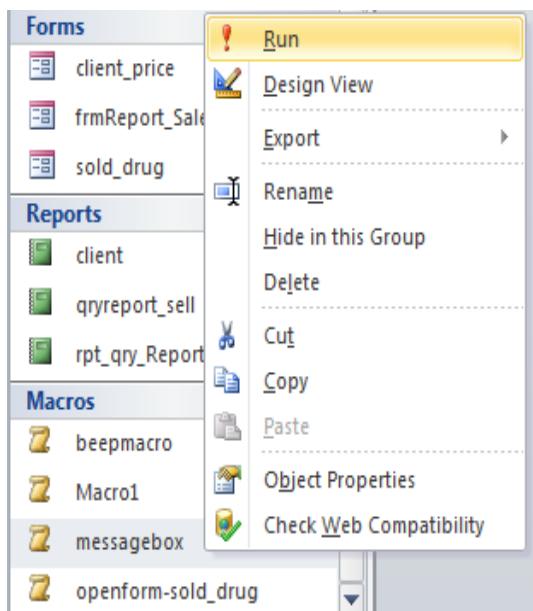 Forms
client_price
frmReport_Sale
sold_drug
Reports
client
qryreport_sell
rpt_qry_Report
Macros
beepmacro
Macro1
messagebox
openform-sold_drug
Run
Design View
Export
Rename
Hide in this Group
Delete
Cut
Copy
Paste
Object Properties
Check Web Compatibility